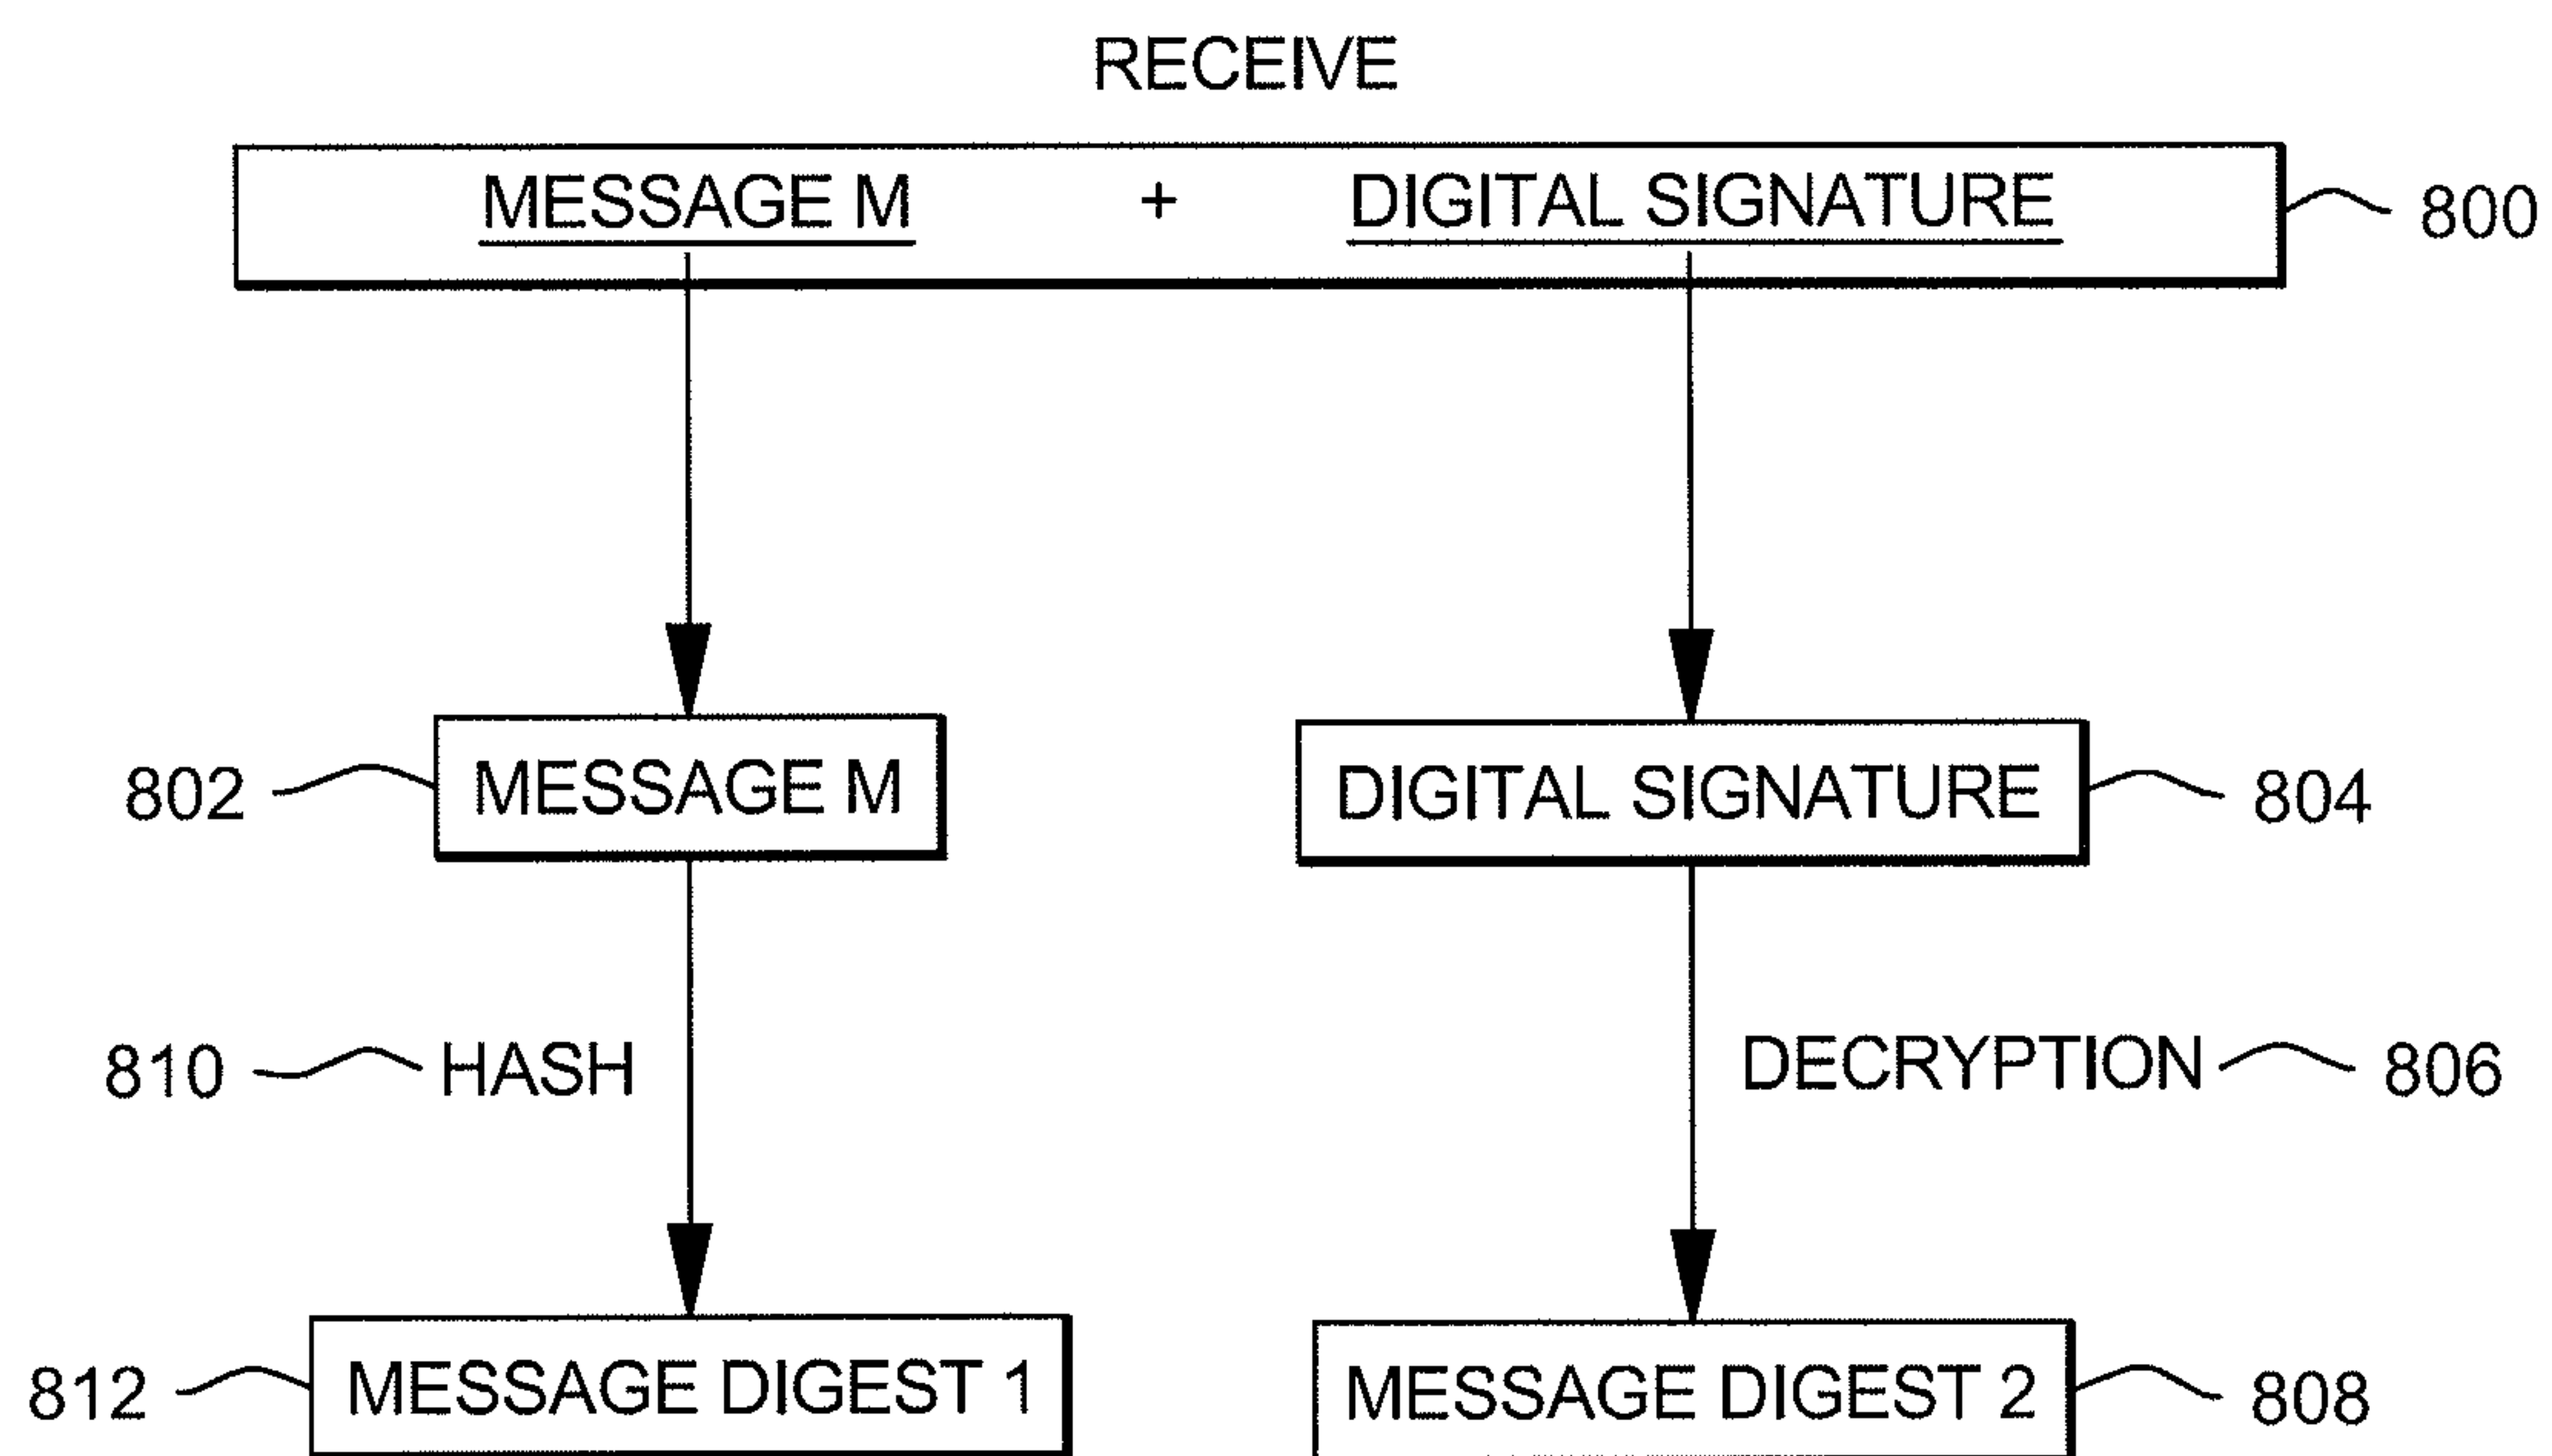 RECEIVE
MESSAGE M + DIGITAL SIGNATURE 800
802 MESSAGE M DIGITAL SIGNATURE 804
810 HASH DECRYPTION 806
812 MESSAGE DIGEST 1 MESSAGE DIGEST 2 808